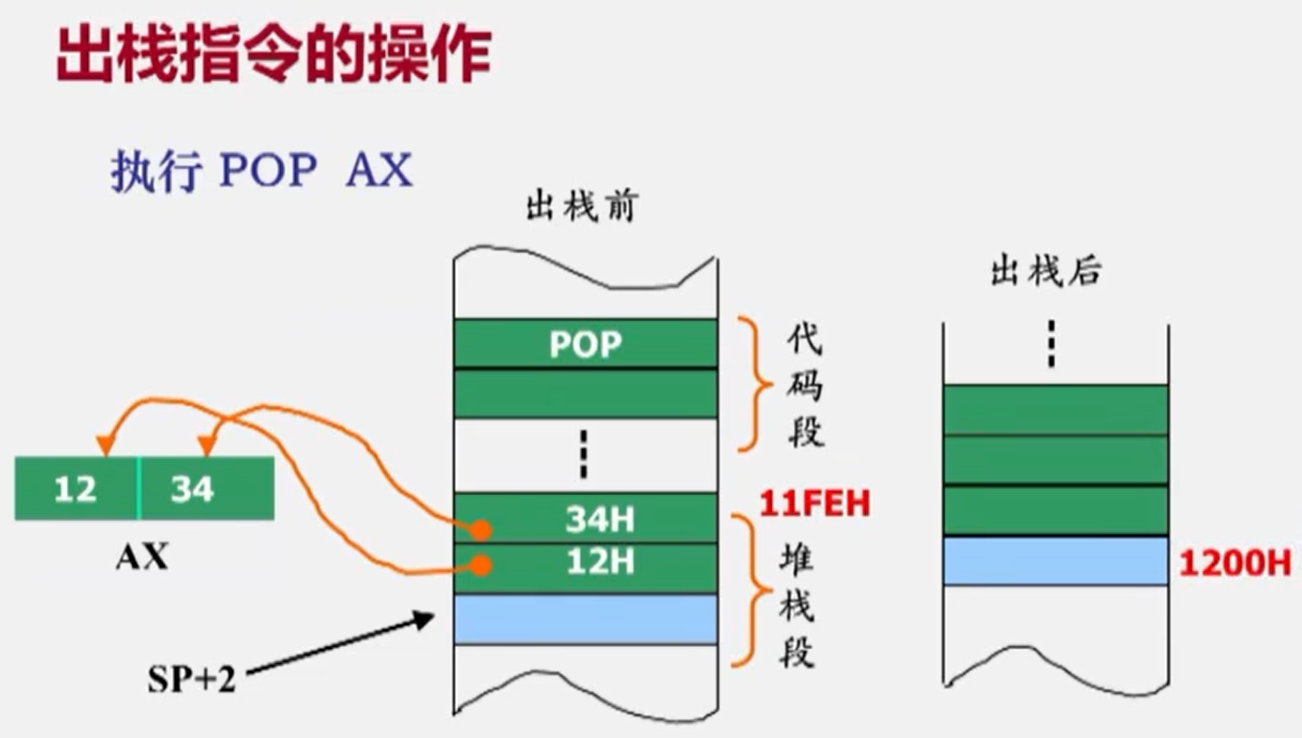 出栈指令的操作
执行 POP AX
出栈前
出栈后
POP
代码段
12 34
AX
34H
11FEH
12H
堆栈段
1200H
SP+2